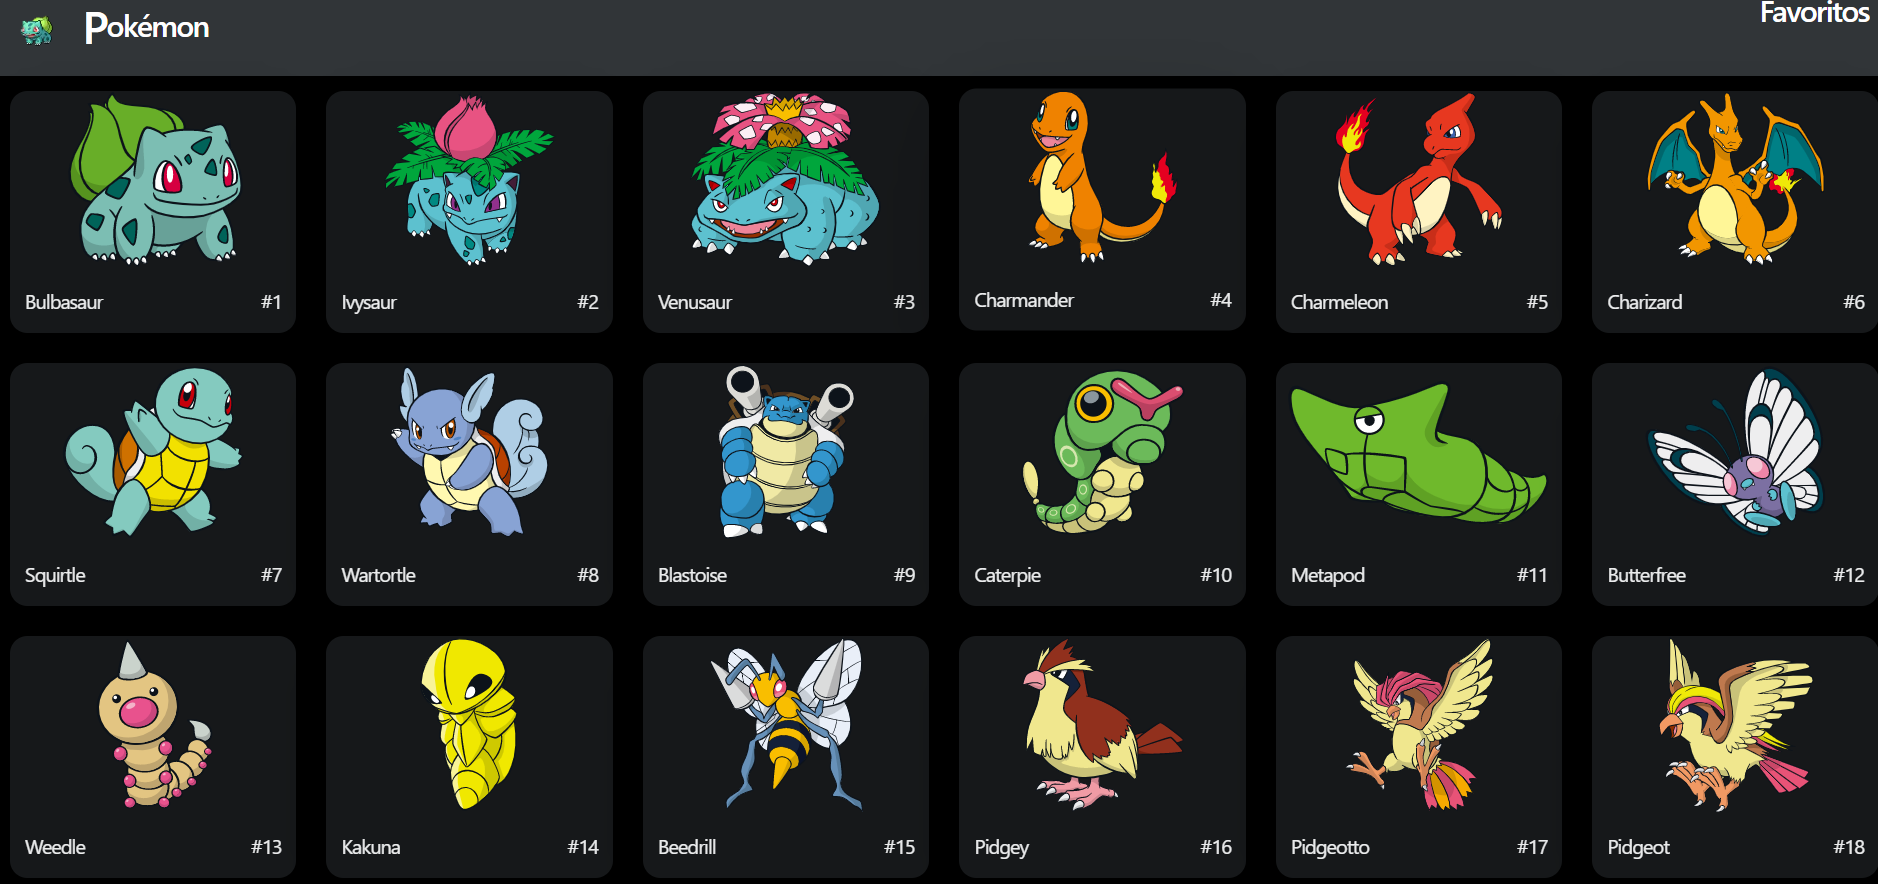 Pokémon
Favoritos
Bulbasaur #1
Ivysaur #2
Venusaur #3
Charmander #4
Charmeleon #5
Charizard #6
Squirtle #7
Wartortle #8
Blastoise #9
Caterpie #10
Metapod #11
Butterfree #12
Weedle #13
Kakuna #14
Beedrill #15
Pidgey #16
Pidgeotto #17
Pidgeot #18